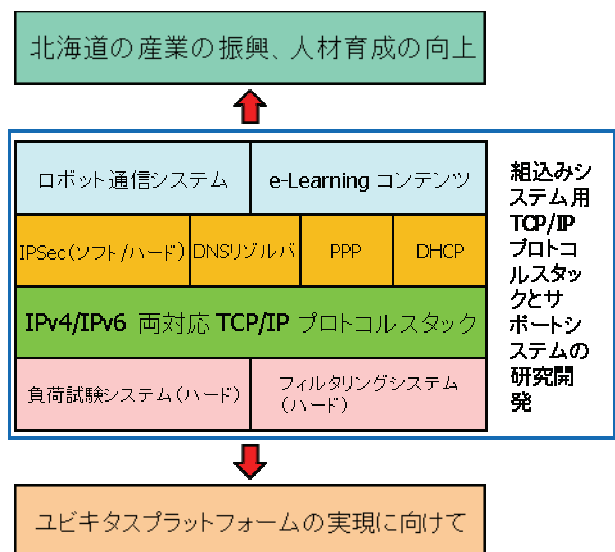 北海道の産業の振興、人材育成の向上
ロボット通信システム
e-Learning コンテンツ
IPSec(ソフト/ハード)
DNSリゾルバ
PPP
DHCP
IPv4/IPv6 両対応 TCP/IP プロトコルスタック
負荷試験システム(ハード)
フィルタリングシステム
(ハード)
組込みシ
ステム用
TCP/IP
プロトコ
ルスタッ
クとサ
ポートシ
ステムの
研究開
発
ユビキタスプラットフォームの実現に向けて